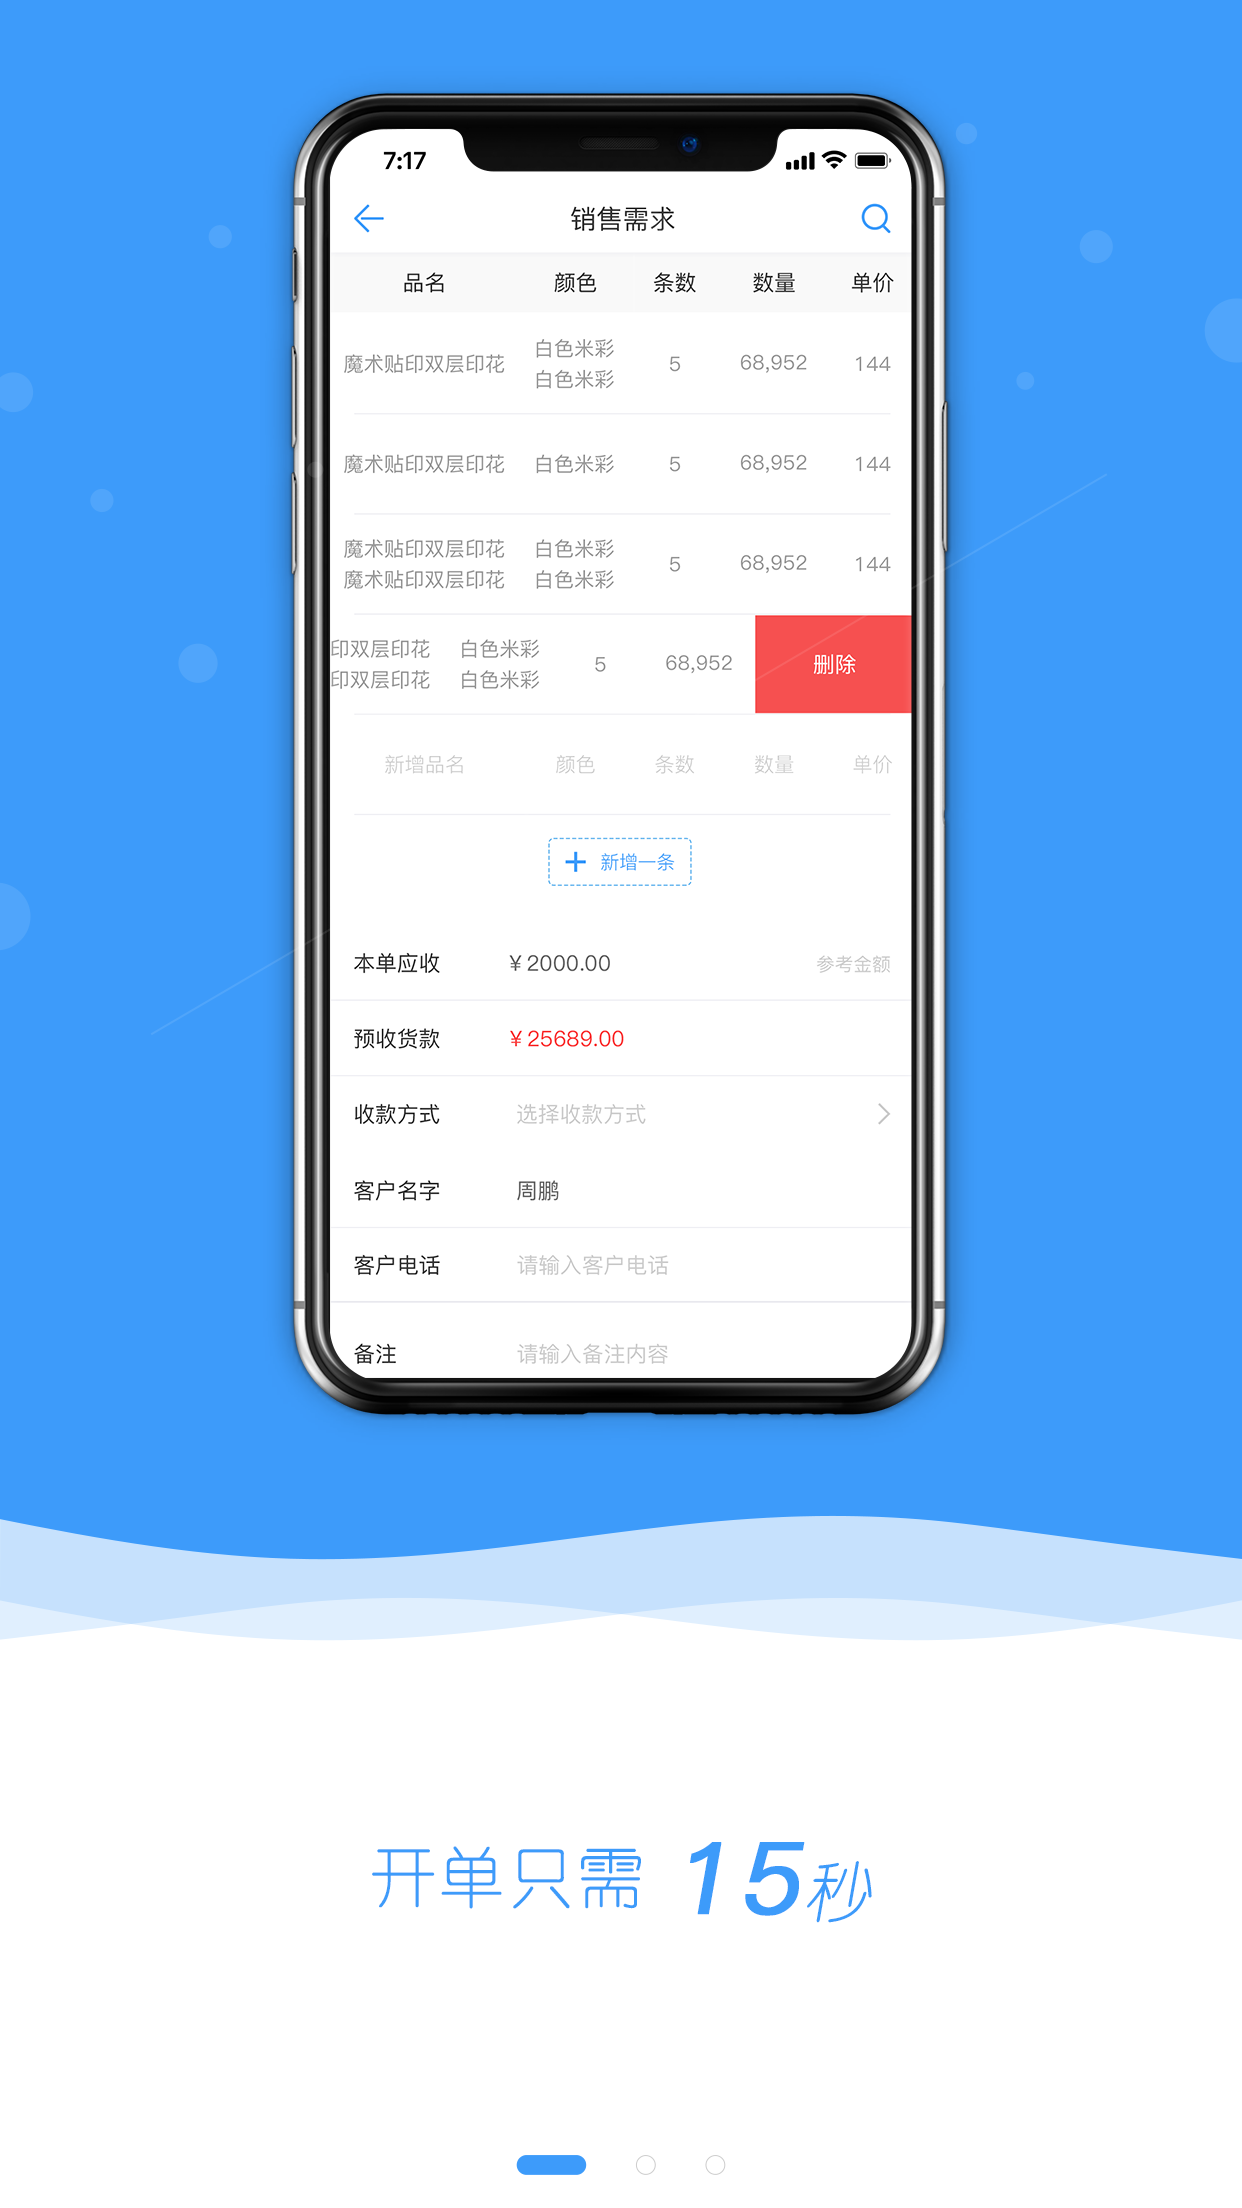 7:17
销售需求
品名 颜色 条数 数量 单价
白色米彩
魔术贴印双层印花 5 68,952 144
白色米彩
魔术贴印双层印花 白色米彩 5 68,952 144
魔术贴印双层印花 白色米彩
5 68,952 144
魔术贴印双层印花 白色米彩
印双层印花 白色米彩
5 68,952 删除
印双层印花 白色米彩
新增品名 颜色 条数 数量 单价
+ 新增一条
本单应收 ¥ 2000.00 参考金额
预收货款 ¥ 25689.00
收款方式 选择收款方式
客户名字 周鹏
客户电话 请输入客户电话
备注 请输入备注内容
开单只需 15秒